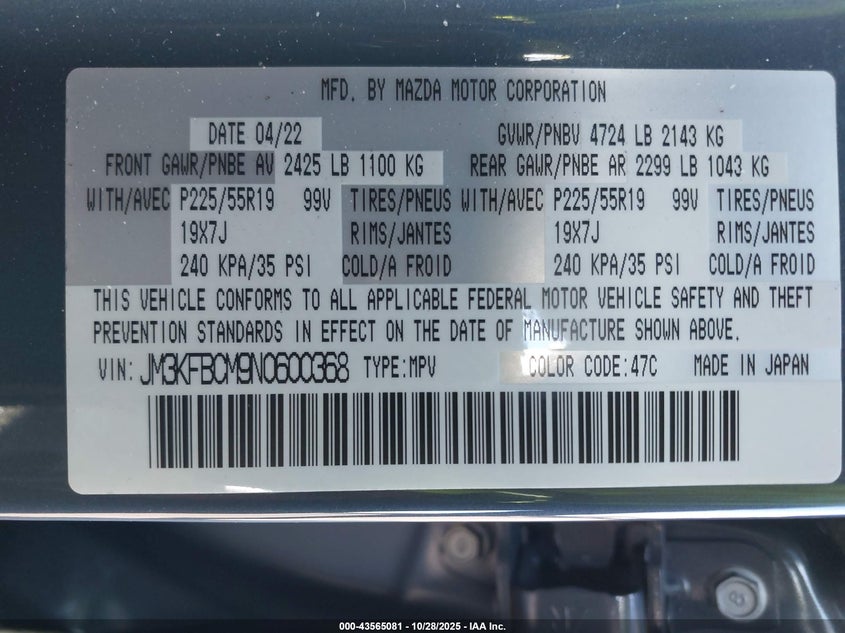 MFD. BY MAZDA MOTOR CORPORATION
DATE 04/22 GVWR/PNBV 4724 LB 2143 KG
FRONT GAWR/PNBE AV 2425 LB 1100 KG REAR GAWR/PNBE AR 2299 LB 1043 KG
WITH/AVEC P225/55R19 99V TIRES/PNEUS WITH/AVEC P225/55R19 99V TIRES/PNEUS
19X7J RIMS/JANTES 19X7J RIMS/JANTES
240 KPA/35 PSI COLD/A FROID 240 KPA/35 PSI COLD/A FROID
THIS VEHICLE CONFORMS TO ALL APPLICABLE FEDERAL MOTOR VEHICLE SAFETY AND THEFT
PREVENTION STANDARDS IN EFFECT ON THE DATE OF MANUFACTURE SHOWN ABOVE.
VIN: JM3KFBCM9N0600368 TYPE:MPV COLOR CODE:47C MADE IN JAPAN
000-43565081 - 10/28/2025 - IAA Inc.